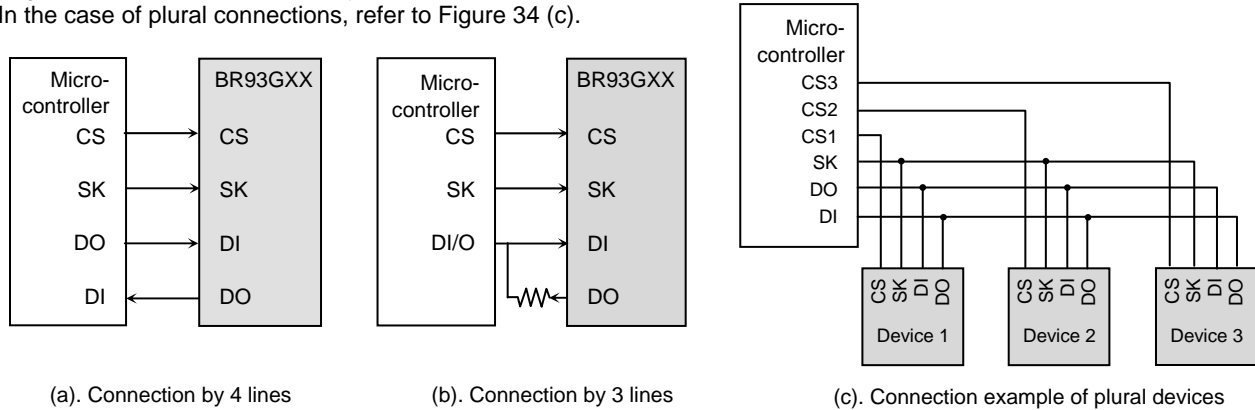 In the case of plural connections, refer to Figure 34 (c).
Micro-
controller
CS
SK
DO
DI
BR93GXX
CS
SK
DI
DO
(a). Connection by 4 lines
Micro-
controller
CS
SK
DI/O
BR93GXX
CS
SK
DI
DO
(b). Connection by 3 lines
Micro-
controller
CS3
CS2
CS1
SK
DO
DI
CS SK DI DO
Device 1
CS SK DI DO
Device 2
CS SK DI DO
Device 3
(c). Connection example of plural devices